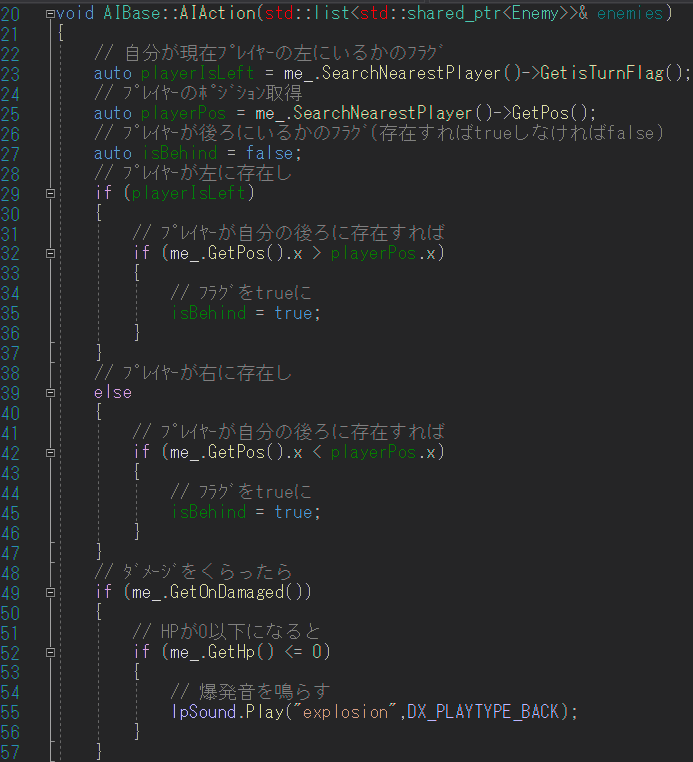 20 void AIBase::AIAction(std::list<std::shared_ptr<Enemy>>& enemies)
21 {
22 // 自分が現在ﾌﾟﾚｲﾔｰの左にいるかのﾌﾗｸﾞ
23 auto playerIsLeft = me_.SearchNearestPlayer()->GetisTurnFlag();
24 // ﾌﾟﾚｲﾔｰのﾎﾟｼﾞｼｮﾝ取得
25 auto playerPos = me_.SearchNearestPlayer()->GetPos();
26 // ﾌﾟﾚｲﾔｰが後ろにいるかのﾌﾗｸﾞ(存在すればtrueしなければfalse)
27 auto isBehind = false;
28 // ﾌﾟﾚｲﾔｰが左に存在し
29 if (playerIsLeft)
30 {
31 // ﾌﾟﾚｲﾔｰが自分の後ろに存在すれば
32 if (me_.GetPos().x > playerPos.x)
33 {
34 // ﾌﾗｸﾞをtrueに
35 isBehind = true;
36 }
37 }
38 // ﾌﾟﾚｲﾔｰが右に存在し
39 else
40 {
41 // ﾌﾟﾚｲﾔｰが自分の後ろに存在すれば
42 if (me_.GetPos().x < playerPos.x)
43 {
44 // ﾌﾗｸﾞをtrueに
45 isBehind = true;
46 }
47 }
48 // ﾀﾞﾒｰｼﾞをくらったら
49 if (me_.GetOnDamaged())
50 {
51 // HPが0以下になると
52 if (me_.GetHp() <= 0)
53 {
54 // 爆発音を鳴らす
55 lpSound.Play("explosion",DX_PLAYTYPE_BACK);
56 }
57 }